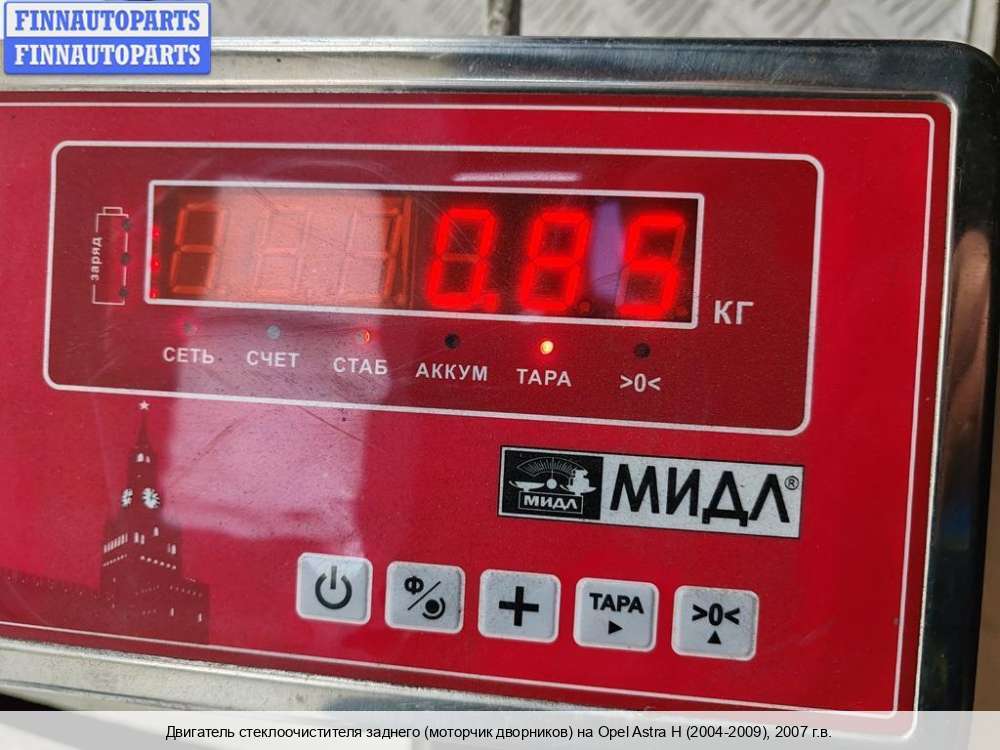 FINNAUTOPARTS
FINNAUTOPARTS
заряд
0.85
КГ
СЕТЬ СЧЕТ СТАБ АККУМ ТАРА >0<
МИДЛ МИДЛ®
Ф
ТАРА >0<
Двигатель стеклоочистителя заднего (моторчик дворников) на Opel Astra H (2004-2009), 2007 г.в.